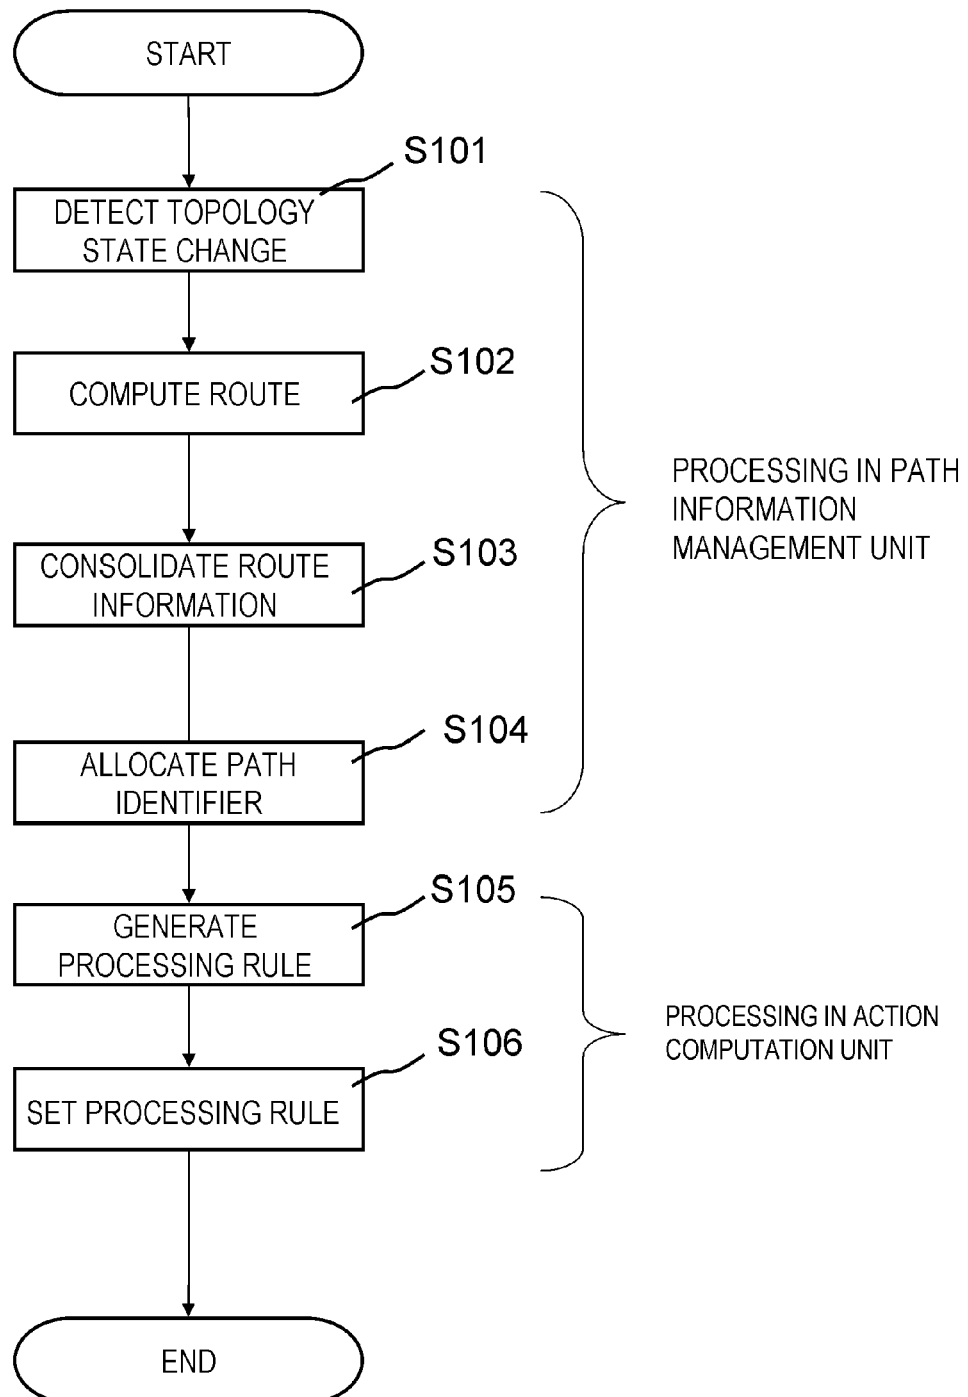 START
S101
DETECT TOPOLOGY
STATE CHANGE
S102
COMPUTE ROUTE
S103
CONSOLIDATE ROUTE
INFORMATION
PROCESSING IN PATH
INFORMATION
MANAGEMENT UNIT
S104
ALLOCATE PATH
IDENTIFIER
S105
GENERATE
PROCESSING RULE
S106
SET PROCESSING RULE
PROCESSING IN ACTION
COMPUTATION UNIT
END